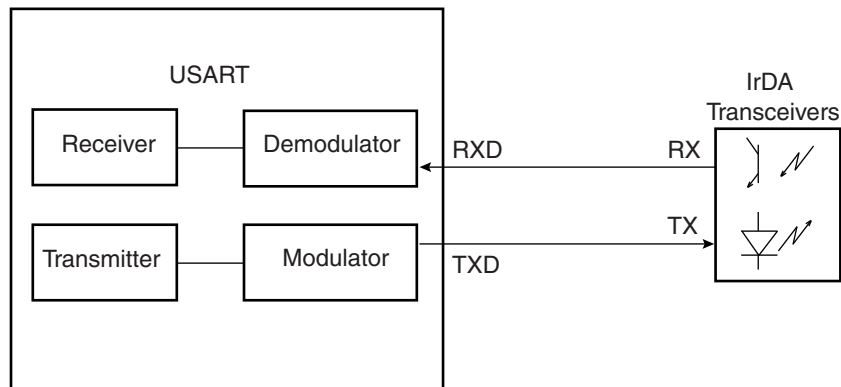 USART
IrDA
Transceivers
Receiver
Demodulator
RXD
RX
Transmitter
Modulator
TX
TXD